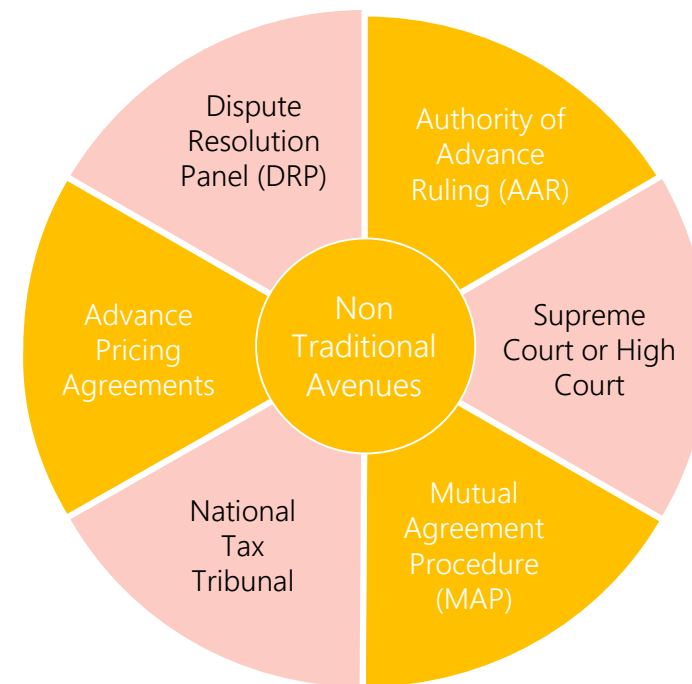 Dispute
Resolution
Panel (DRP)
Authority of
Advance
Ruling (AAR)
Advance
Pricing
Agreements
Non
Traditional
Avenues
Supreme
Court or High
Court
National
Tax
Tribunal
Mutual
Agreement
Procedure
(MAP)